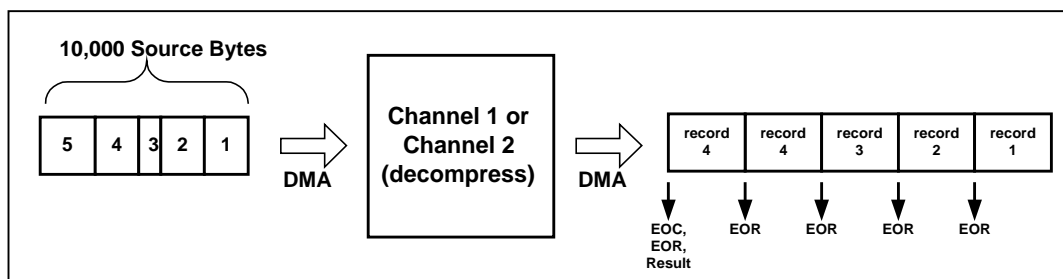 10,000 Source Bytes
5 4 3 2 1
DMA
Channel 1 or
Channel 2
(decompress)
DMA
record
4
record
4
record
3
record
2
record
1
EOC,
EOR,
Result
EOR
EOR
EOR
EOR